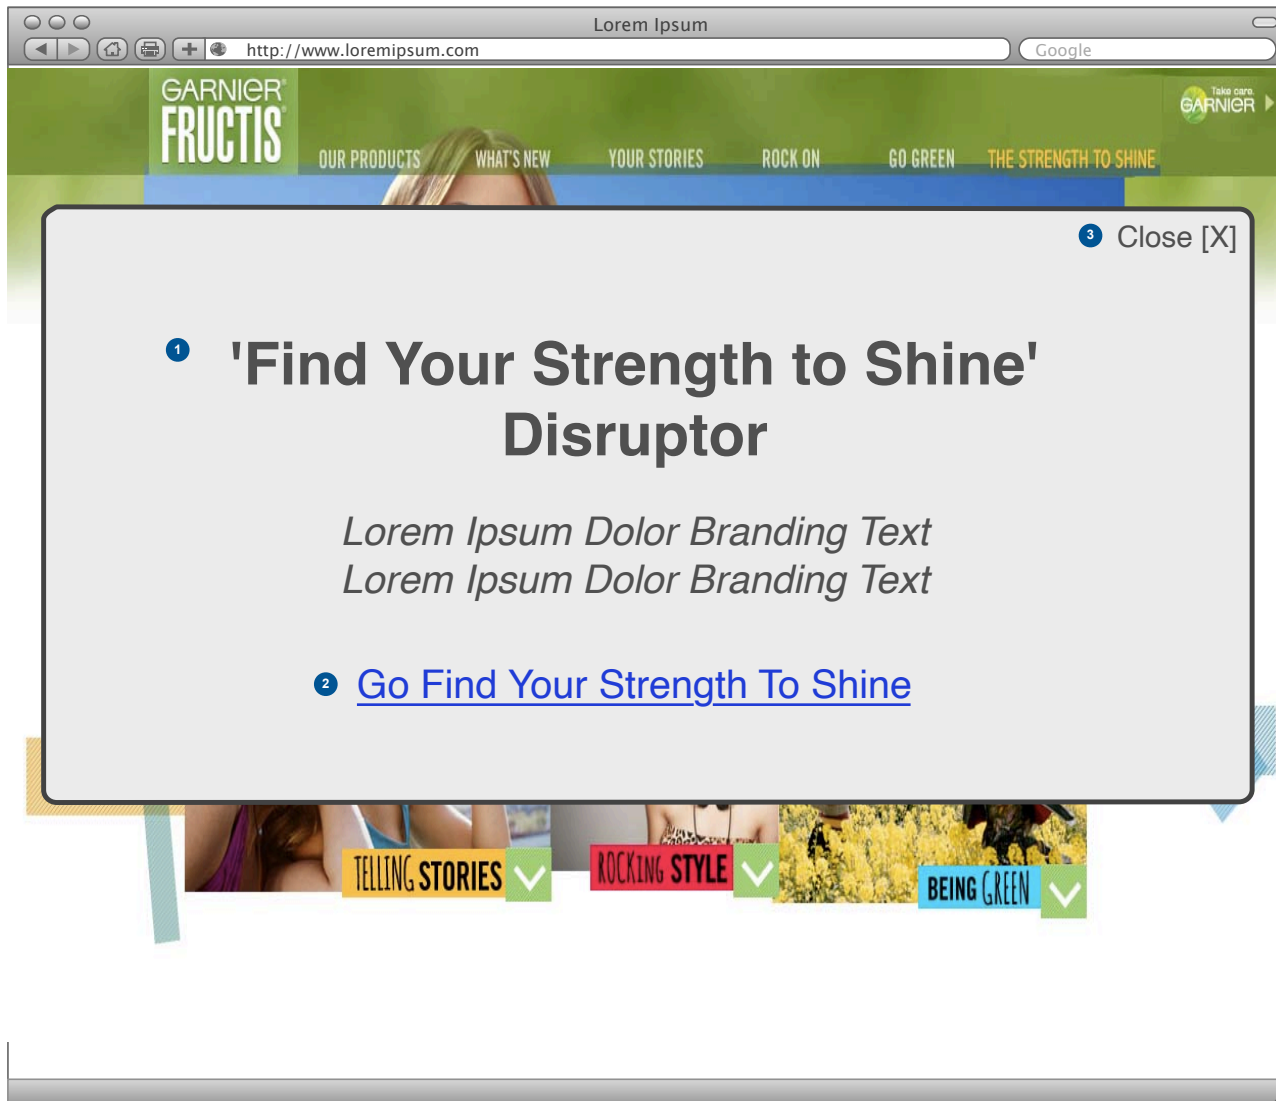 Lorem Ipsum
http://www.loremipsum.com
Google
GARNIER
FRUCTIS
Take care.
GARNIER
OUR PRODUCTS WHAT'S NEW YOUR STORIES ROCK ON GO GREEN THE STRENGTH TO SHINE
3 Close [X]
1 'Find Your Strength to Shine'
Disruptor
Lorem Ipsum Dolor Branding Text
Lorem Ipsum Dolor Branding Text
2 Go Find Your Strength To Shine
TELLING STORIES
ROCKING STYLE
BEING GREEN